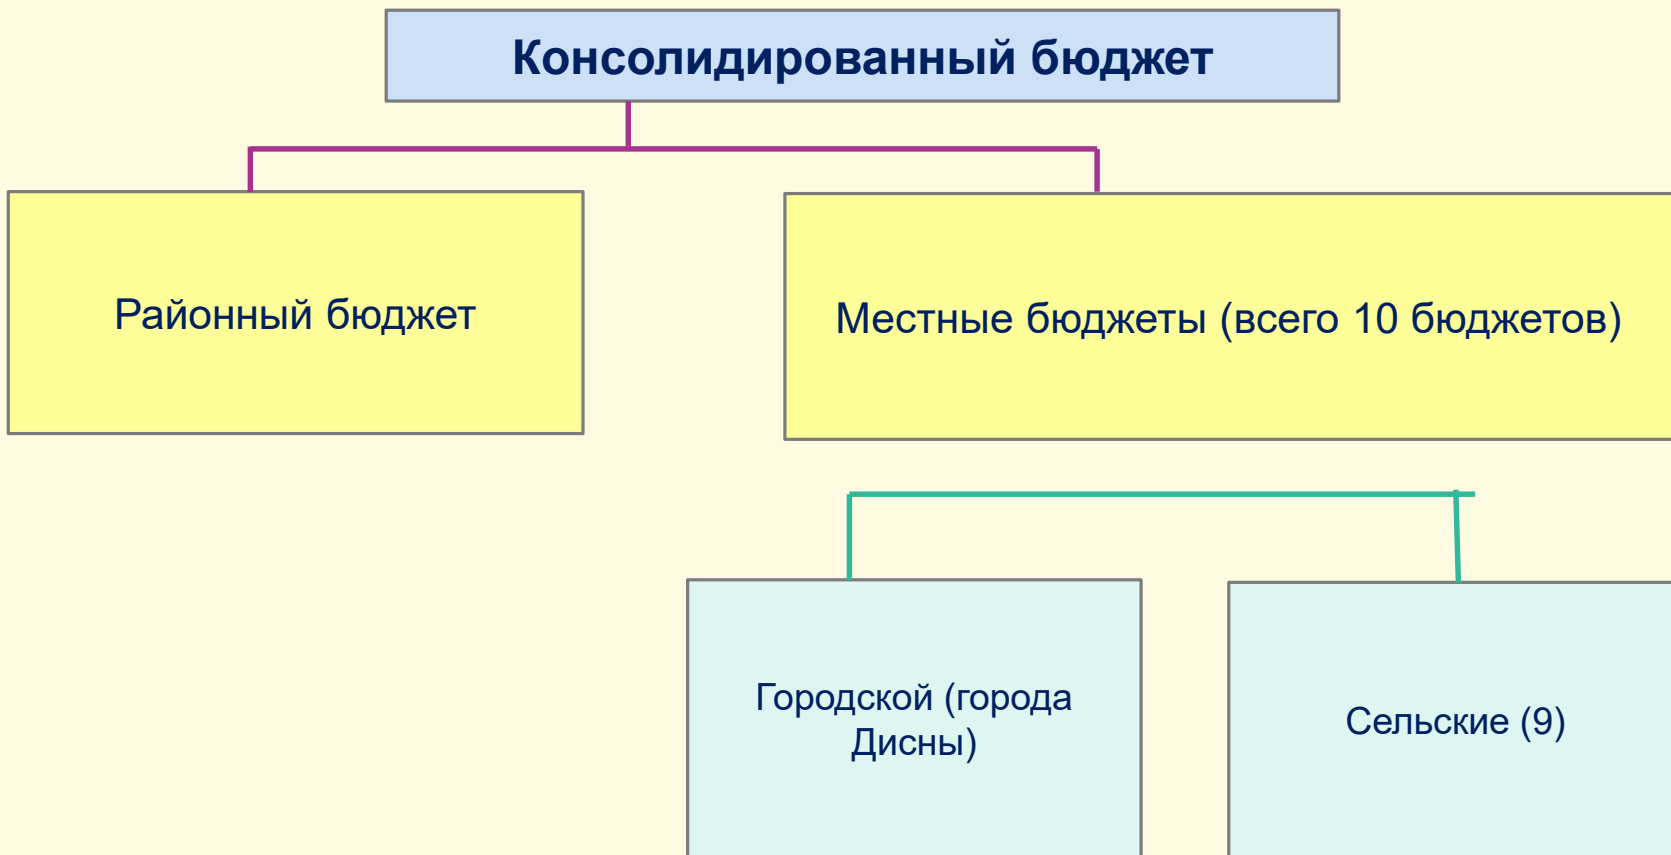 Консолидированный бюджет
Районный бюджет
Местные бюджеты (всего 10 бюджетов)
Городской (города
Дисны)
Сельские (9)